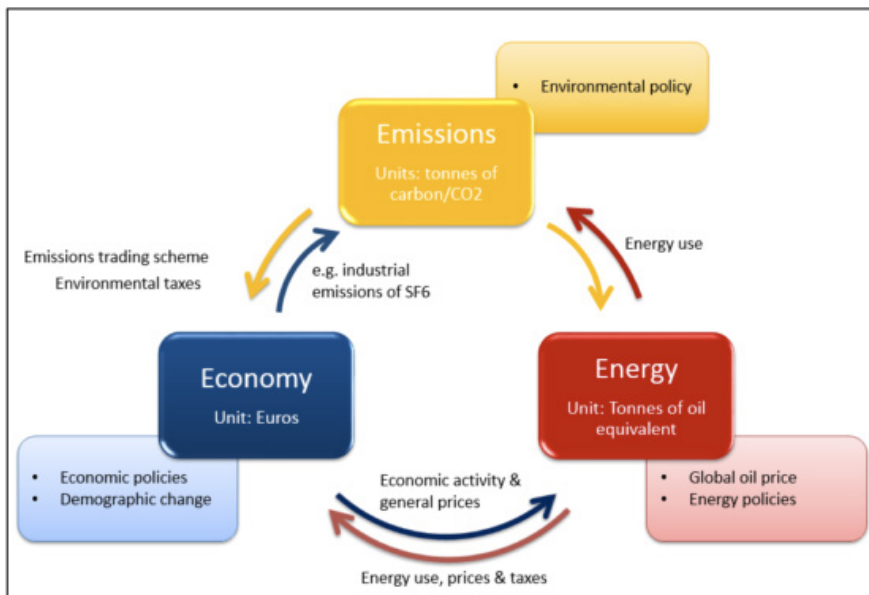 • Environmental policy
Emissions
Units: tonnes of
carbon/CO2
Emissions trading scheme
Environmental taxes
e.g. industrial
emissions of SF6
Energy use
Economy
Unit: Euros
Energy
Unit: Tonnes of oil
equivalent
• Economic policies
• Demographic change
Economic activity &
general prices
• Global oil price
• Energy policies
Energy use, prices & taxes